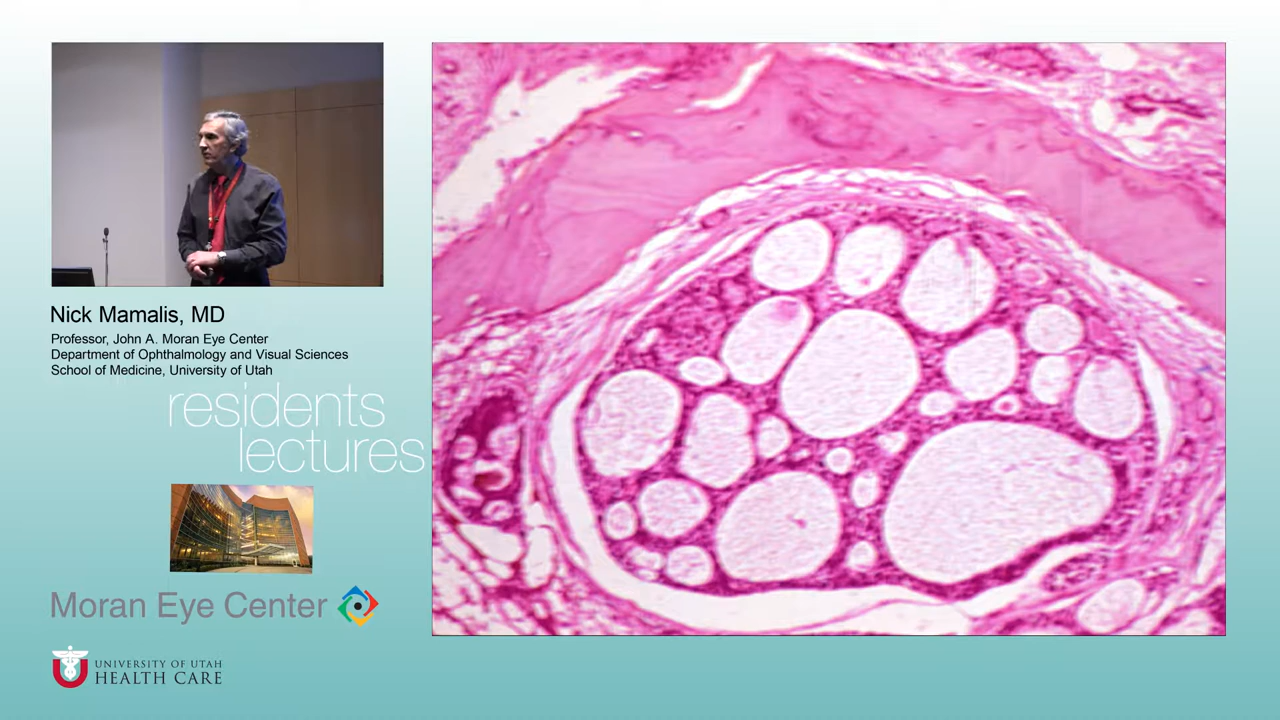 Nick Mamalis, MD
Professor, John A. Moran Eye Center
Department of Ophthalmology and Visual Sciences
School of Medicine, University of Utah
residents
lectures
Moran Eye Center
UNIVERSITY OF UTAH
HEALTH CARE